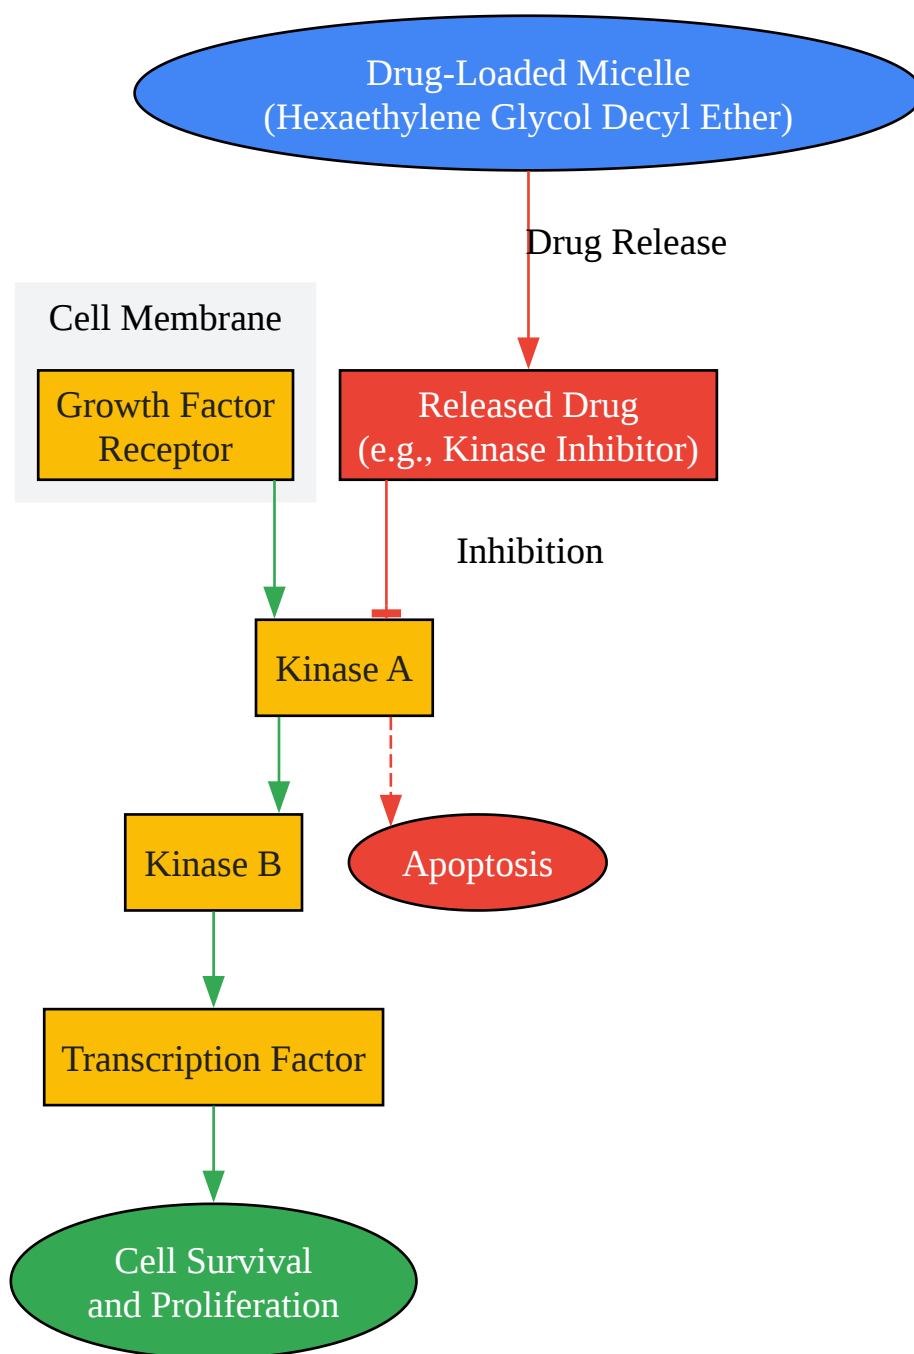 Drug-Loaded Micelle
(Hexaethylene Glycol Decyl Ether)
Drug Release
Cell Membrane
Growth Factor
Receptor
Released Drug
(e.g., Kinase Inhibitor)
Inhibition
Kinase A
Kinase B
Apoptosis
Transcription Factor
Cell Survival
and Proliferation